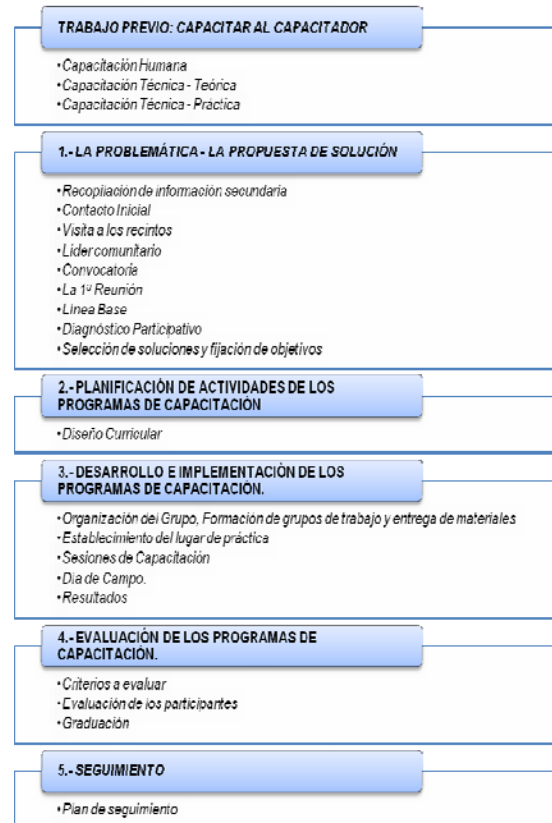 TRABAJO PREVIO: CAPACITAR AL CAPACITADOR
•Capacitación Humana
•Capacitación Técnica - Teórica
•Capacitación Técnica - Práctica
1.- LA PROBLEMÁTICA - LA PROPUESTA DE SOLUCIÓN
•Recopilación de información secundaria
•Contacto Inicial
•Visita a los recintos
•Lider comunitario
•Convocatoria
•La 1ª Reunión
•Línea Base
•Diagnóstico Participativo
•Selección de soluciones y fijación de objetivos
2.- PLANIFICACIÓN DE ACTIVIDADES DE LOS
PROGRAMAS DE CAPACITACIÓN
•Diseño Curricular
3.- DESARROLLO E IMPLEMENTACIÓN DE LOS
PROGRAMAS DE CAPACITACIÓN.
•Organización del Grupo, Formación de grupos de trabajo y entrega de materiales
•Establecimiento del lugar de práctica
•Sesiones de Capacitación
•Dia de Campo.
•Resultados
4.- EVALUACIÓN DE LOS PROGRAMAS DE
CAPACITACIÓN.
•Criterios a evaluar
•Evaluación de los participantes
•Graduación
5.- SEGUIMIENTO
•Plan de seguimiento